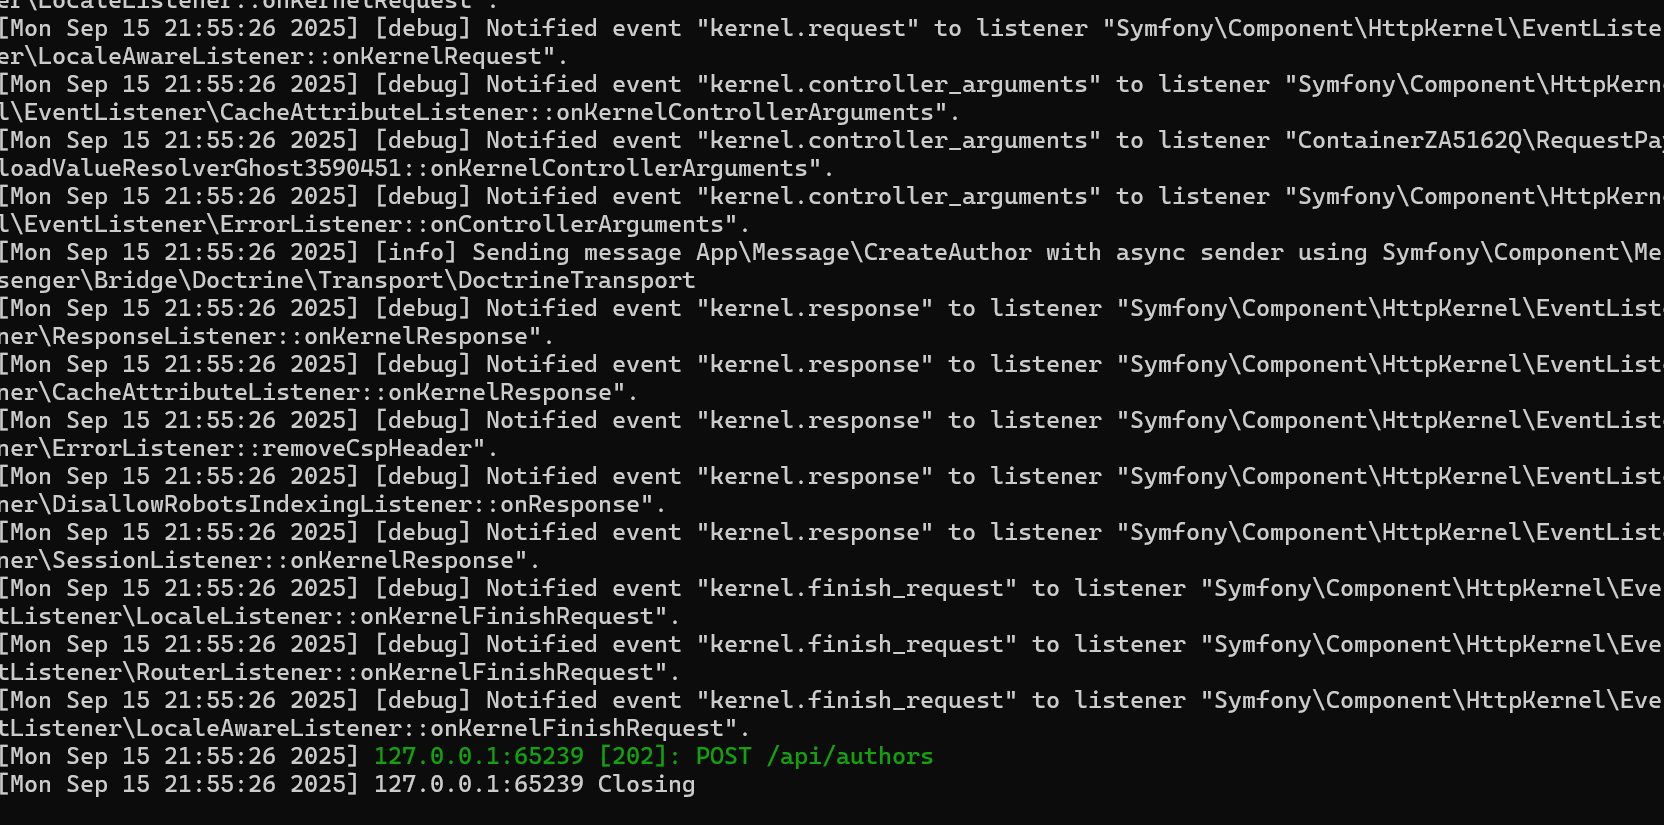 er\LocaleListener::onKernelRequest".
[Mon Sep 15 21:55:26 2025] [debug] Notified event "kernel.request" to listener "Symfony\Component\HttpKernel\EventListe
er\LocaleAwareListener::onKernelRequest".
[Mon Sep 15 21:55:26 2025] [debug] Notified event "kernel.controller_arguments" to listener "Symfony\Component\HttpKern
l\EventListener\CacheAttributeListener::onKernelControllerArguments".
[Mon Sep 15 21:55:26 2025] [debug] Notified event "kernel.controller_arguments" to listener "ContainerZA5162Q\RequestPay
loadValueResolverGhost3590451::onKernelControllerArguments".
[Mon Sep 15 21:55:26 2025] [debug] Notified event "kernel.controller_arguments" to listener "Symfony\Component\HttpKern
l\EventListener\ErrorListener::onControllerArguments".
[Mon Sep 15 21:55:26 2025] [info] Sending message App\Message\CreateAuthor with async sender using Symfony\Component\Me
senger\Bridge\Doctrine\Transport\DoctrineTransport
[Mon Sep 15 21:55:26 2025] [debug] Notified event "kernel.response" to listener "Symfony\Component\HttpKernel\EventList
ner\ResponseListener::onKernelResponse".
[Mon Sep 15 21:55:26 2025] [debug] Notified event "kernel.response" to listener "Symfony\Component\HttpKernel\EventList
ner\CacheAttributeListener::onKernelResponse".
[Mon Sep 15 21:55:26 2025] [debug] Notified event "kernel.response" to listener "Symfony\Component\HttpKernel\EventList
ner\ErrorListener::removeCspHeader".
[Mon Sep 15 21:55:26 2025] [debug] Notified event "kernel.response" to listener "Symfony\Component\HttpKernel\EventList
ner\DisallowRobotsIndexingListener::onResponse".
[Mon Sep 15 21:55:26 2025] [debug] Notified event "kernel.response" to listener "Symfony\Component\HttpKernel\EventList
ner\SessionListener::onKernelResponse".
[Mon Sep 15 21:55:26 2025] [debug] Notified event "kernel.finish_request" to listener "Symfony\Component\HttpKernel\Eve
tListener\LocaleListener::onKernelFinishRequest".
[Mon Sep 15 21:55:26 2025] [debug] Notified event "kernel.finish_request" to listener "Symfony\Component\HttpKernel\Eve
tListener\RouterListener::onKernelFinishRequest".
[Mon Sep 15 21:55:26 2025] [debug] Notified event "kernel.finish_request" to listener "Symfony\Component\HttpKernel\Eve
tListener\LocaleAwareListener::onKernelFinishRequest".
[Mon Sep 15 21:55:26 2025] 127.0.0.1:65239 [202]: POST /api/authors
[Mon Sep 15 21:55:26 2025] 127.0.0.1:65239 Closing